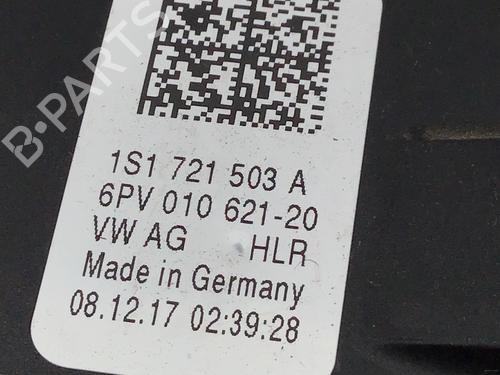 B-PARTS
1S1 721 503 A
6PV 010 621-20
VW AG HLR
Made in Germany
08.12.17 02:39:28